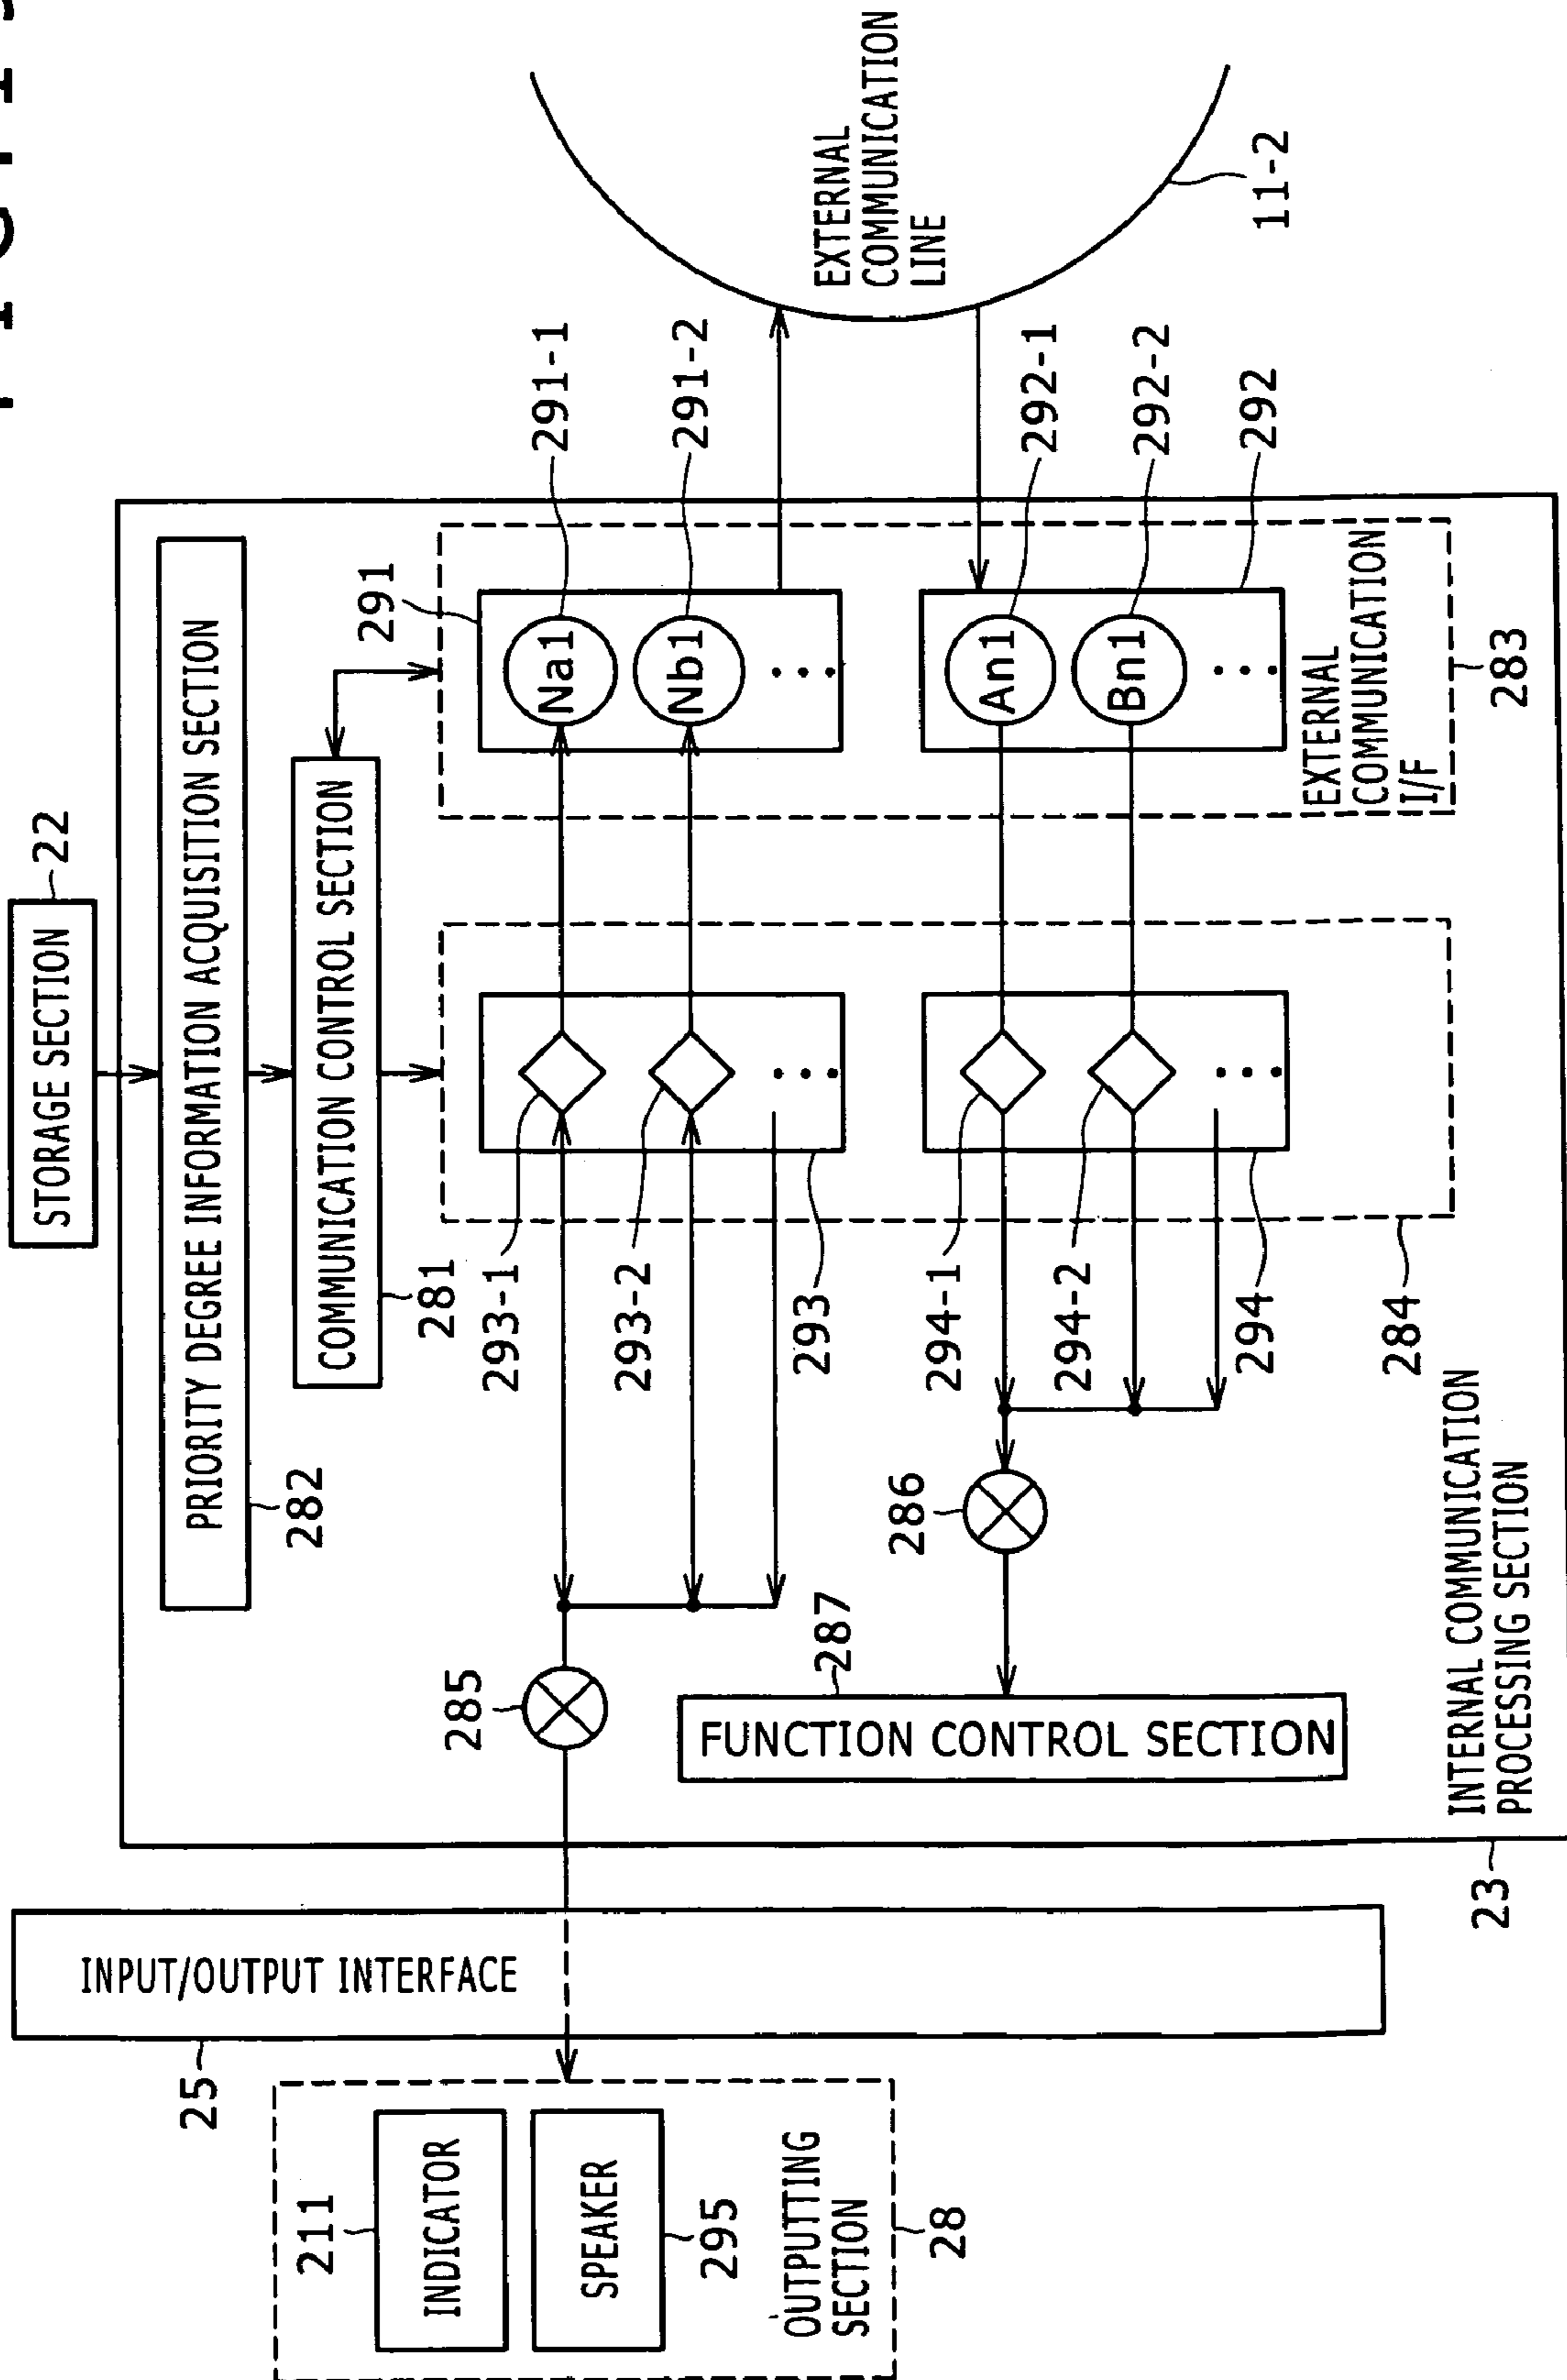 STORAGE SECTION
22
PRIORITY DEGREE INFORMATION ACQUISITION SECTION
282
COMMUNICATION CONTROL SECTION
281
291
291-1
291-2
Na1
Nb1
EXTERNAL
COMMUNICATION
LINE
11-2
292-1
292-2
292
An1
Bn1
EXTERNAL
COMMUNICATION
I/F
283
293-1
293-2
293
294-1
294-2
294
284
285
286
287
FUNCTION CONTROL SECTION
INTERNAL COMMUNICATION
PROCESSING SECTION
23
INPUT/OUTPUT INTERFACE
25
211
INDICATOR
SPEAKER
295
OUTPUTTING
SECTION
28